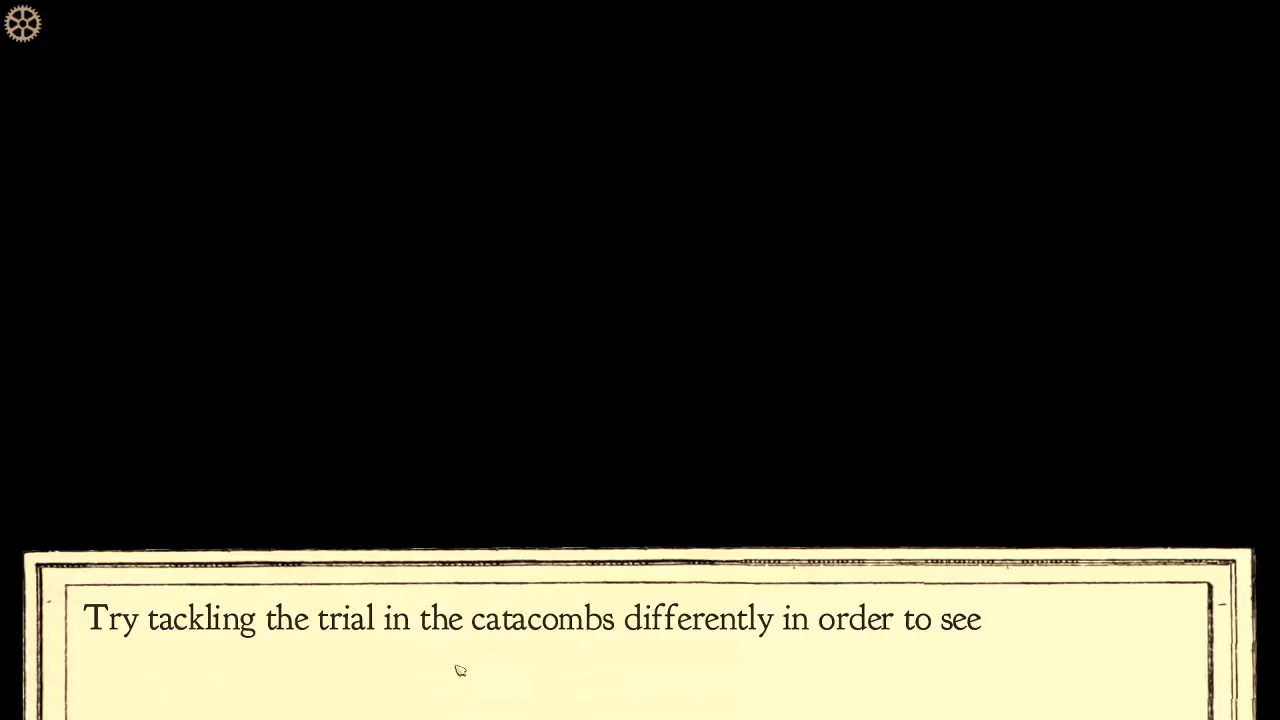 Try tackling the trial in the catacombs differently in order to see